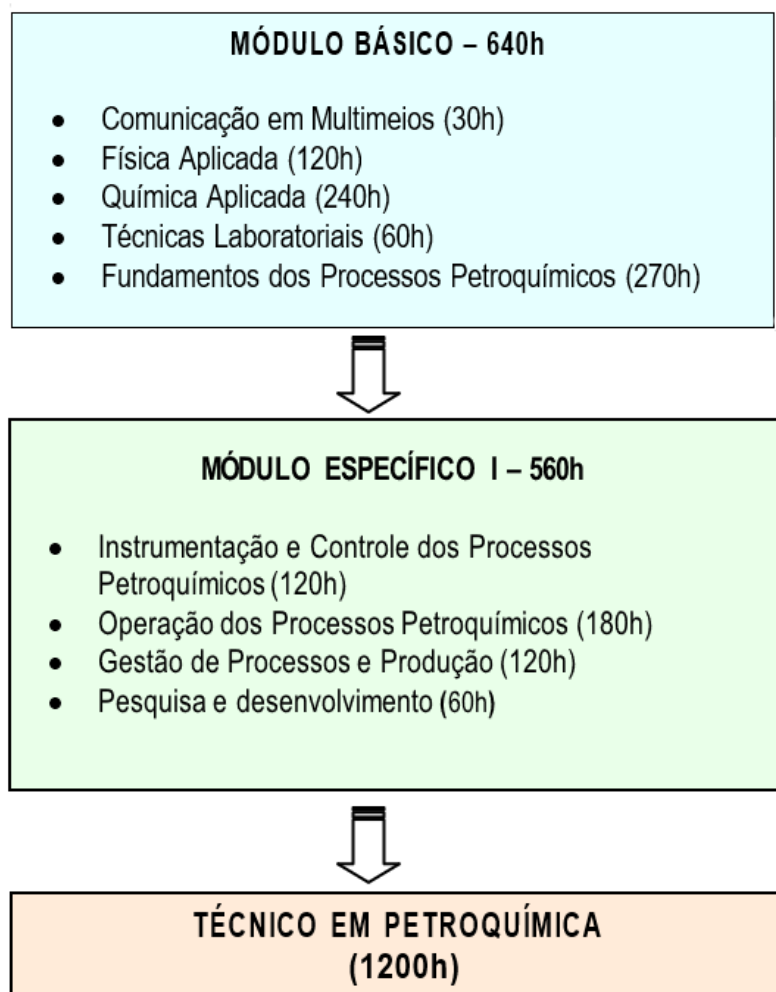 MÓDULO BÁSICO – 640h
• Comunicação em Multimeios (30h)
• Física Aplicada (120h)
• Química Aplicada (240h)
• Técnicas Laboratoriais (60h)
• Fundamentos dos Processos Petroquímicos (270h)
MÓDULO ESPECÍFICO I – 560h
• Instrumentação e Controle dos Processos
Petroquímicos (120h)
• Operação dos Processos Petroquímicos (180h)
• Gestão de Processos e Produção (120h)
• Pesquisa e desenvolvimento (60h)
TÉCNICO EM PETROQUÍMICA
(1200h)